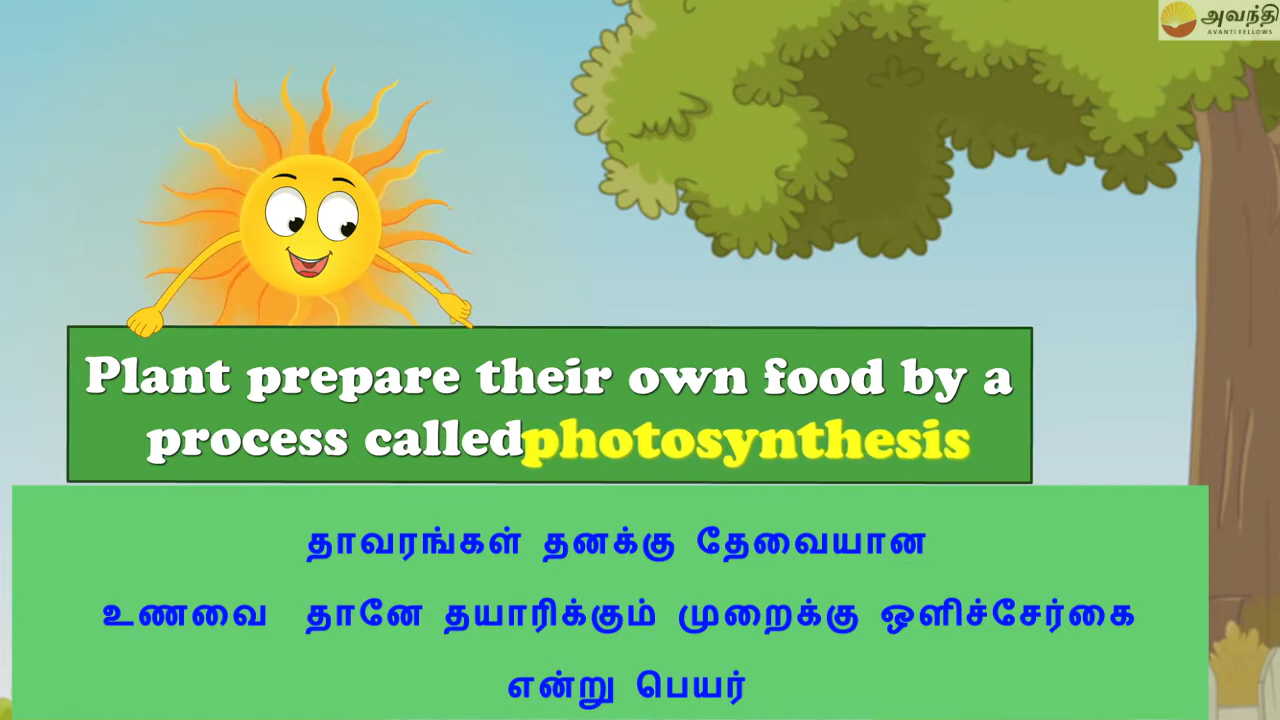 அவந்தி
AVANTI FELLOWS
Plant prepare their own food by a
process calledphotosynthesis
தாவரங்கள் தனக்கு தேவையான
உணவை தானே தயாரிக்கும் முறைக்கு ஒளிச்சேர்கை
என்று பெயர்